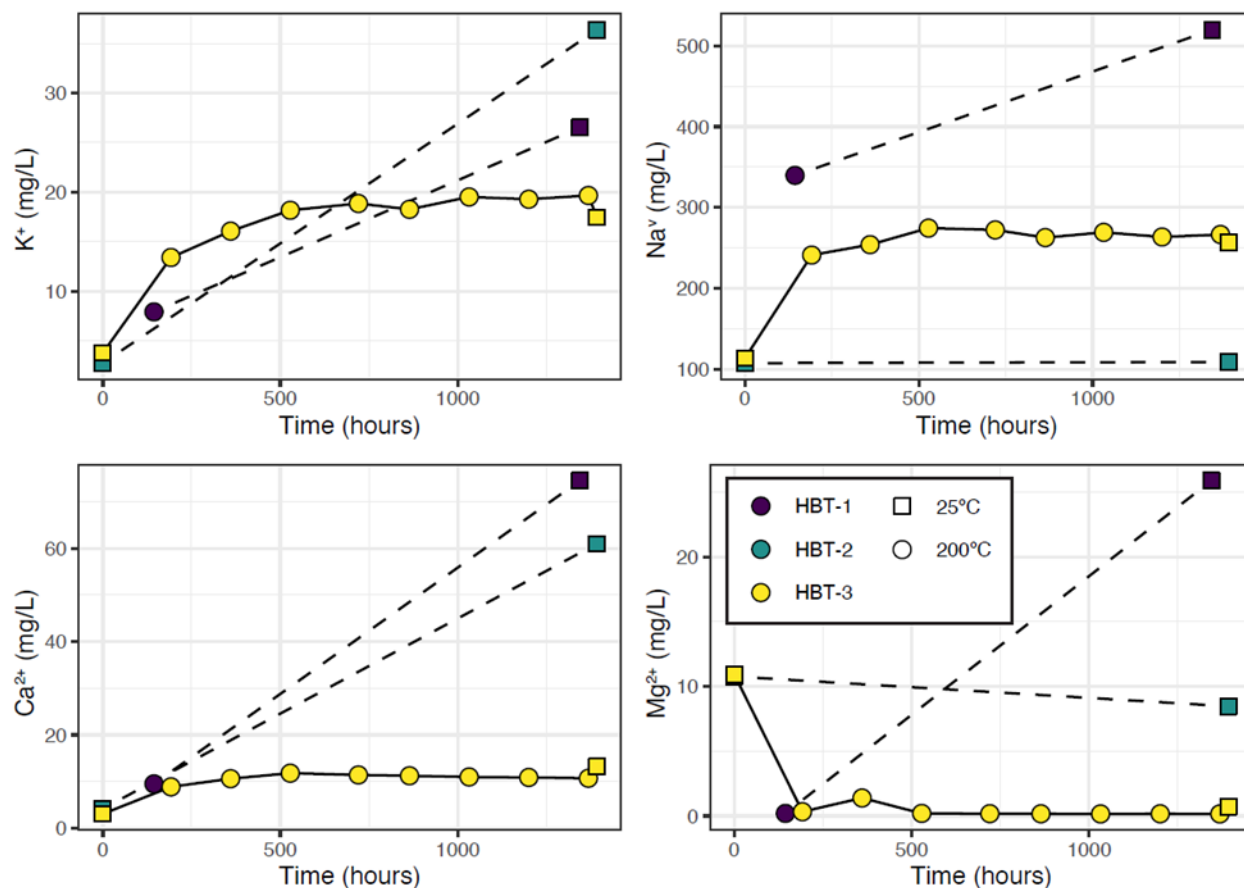 K⁺ (mg/L)
30
20
10
0 500 1000
Time (hours)
Naᵛ (mg/L)
500
400
300
200
100
0 500 1000
Time (hours)
Ca²⁺ (mg/L)
60
40
20
0
0 500 1000
Time (hours)
Mg²⁺ (mg/L)
20
10
0
HBT-1 25°C
HBT-2 200°C
HBT-3
0 500 1000
Time (hours)